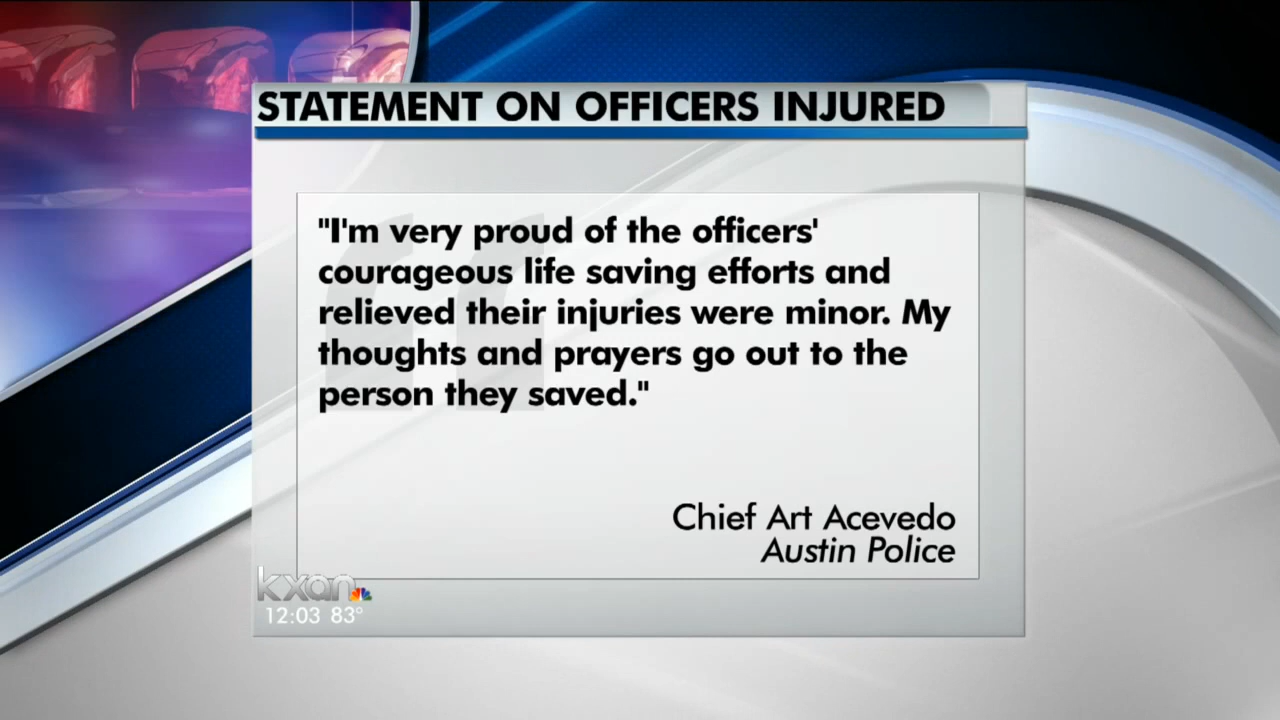 STATEMENT ON OFFICERS INJURED
"I'm very proud of the officers'
courageous life saving efforts and
relieved their injuries were minor. My
thoughts and prayers go out to the
person they saved."
Chief Art Acevedo
Austin Police
kxan
12:03 83°